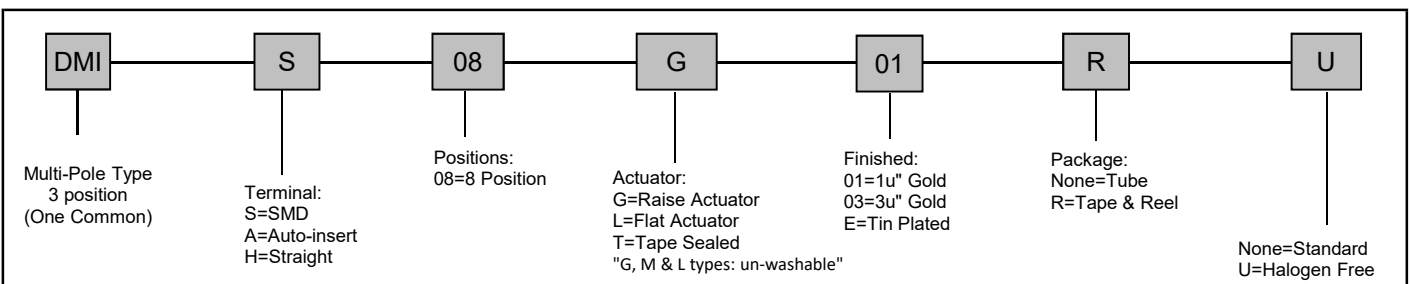 DMI
S
08
G
01
R
U
Multi-Pole Type
3 position
(One Common)
Terminal:
S=SMD
A=Auto-insert
H=Straight
Positions:
08=8 Position
Actuator:
G=Raise Actuator
L=Flat Actuator
T=Tape Sealed
"G, M & L types: un-washable"
Finished:
01=1u" Gold
03=3u" Gold
E=Tin Plated
Package:
None=Tube
R=Tape & Reel
None=Standard
U=Halogen Free